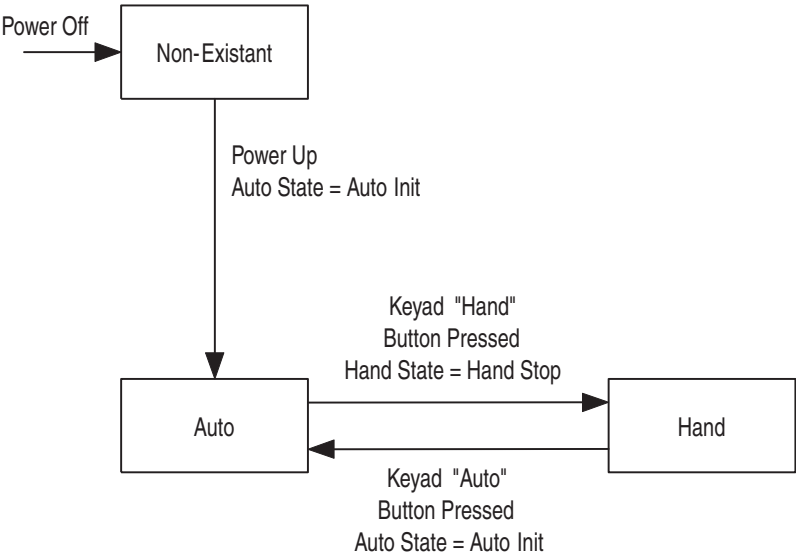 Power Off
Non-Existant
Power Up
Auto State = Auto Init
Keyad "Hand"
Button Pressed
Hand State = Hand Stop
Auto
Hand
Keyad "Auto"
Button Pressed
Auto State = Auto Init